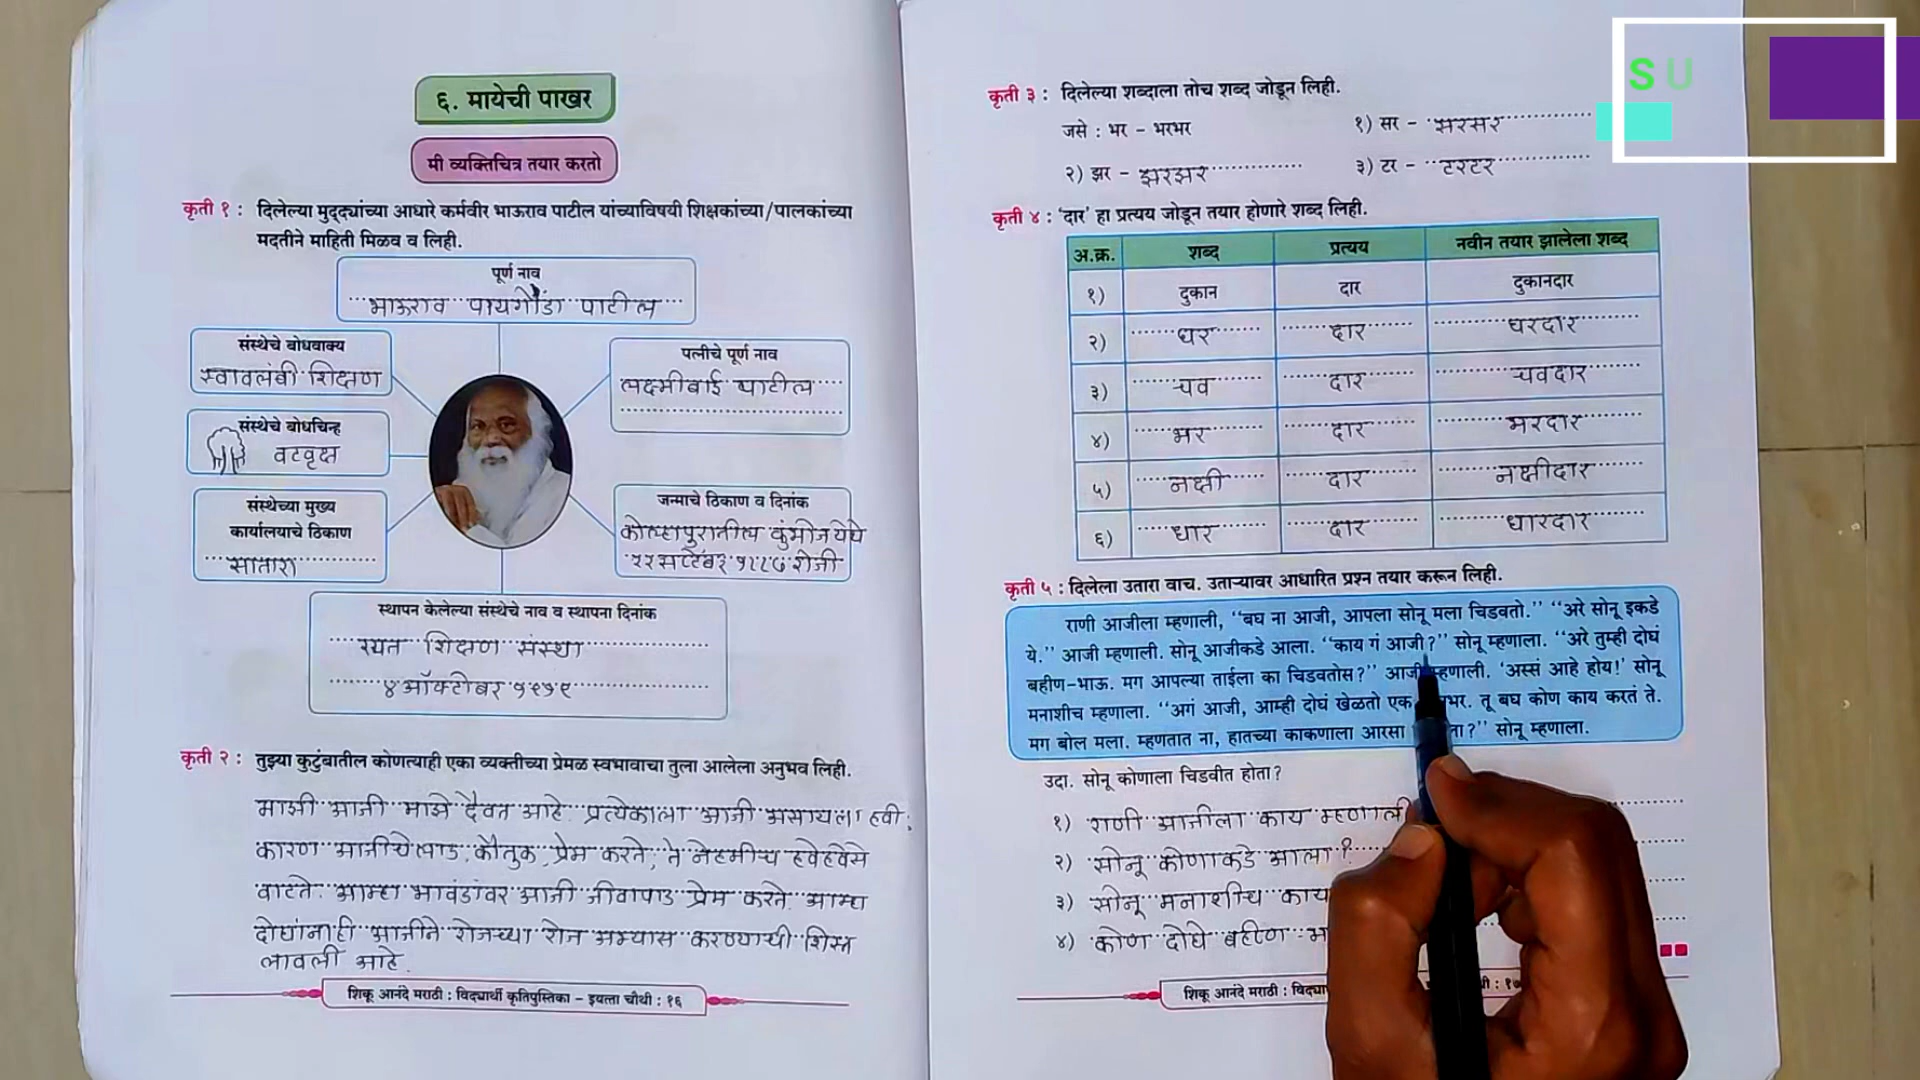 ६. मायेची पाखर
मी व्यक्तिचित्र तयार करतो
कृती १ : दिलेल्या मुद्द्यांच्या आधारे कर्मवीर भाऊराव पाटील यांच्याविषयी शिक्षकांच्या/पालकांच्या
मदतीने माहिती मिळव व लिही.
पूर्ण नाव
भाऊराव पायगौंडा पाटील
संस्थेचे बोधवाक्य
स्वावलंबी शिक्षण
पत्नीचे पूर्ण नाव
लक्ष्मीबाई पाटील
संस्थेचे बोधचिन्ह
वटवृक्ष
संस्थेच्या मुख्य
कार्यालयाचे ठिकाण
सातारा
जन्माचे ठिकाण व दिनांक
कोल्हापुरातील कुंभोज येथे
२२ सप्टेंबर १८८७ रोजी
स्थापन केलेल्या संस्थेचे नाव व स्थापना दिनांक
रयत शिक्षण संस्था
४ ऑक्टोबर १९१९
कृती २ : तुझ्या कुटुंबातील कोणत्याही एका व्यक्तीच्या प्रेमळ स्वभावाचा तुला आलेला अनुभव लिही.
माझी आजी माझे दैवत आहे. प्रत्येकाला आजी असायला हवी.
कारण आजीचे लाड, कौतुक, प्रेम करते, ते नेहमीच हवेहवेसे
वाटते. आम्हा भावंडांवर आजी जीवापाड प्रेम करते. आम्हा
दोघांनाही आजीने रोजच्या रोज अभ्यास करण्याची शिस्त
लावली आहे.
शिकू आनंदे मराठी : विद्यार्थी कृतिपुस्तिका - इयत्ता चौथी : १६
कृती ३ : दिलेल्या शब्दाला तोच शब्द जोडून लिही.
जसे : भर - भरभर १) सर - सरसर
२) झर - झरझर ३) टर - टरटर
कृती ४ : 'दार' हा प्रत्यय जोडून तयार होणारे शब्द लिही.
अ.क्र. शब्द प्रत्यय नवीन तयार झालेला शब्द
१) दुकान दार दुकानदार
२) घर दार घरदार
३) चव दार चवदार
४) भर दार भरदार
५) नक्षी दार नक्षीदार
६) धार दार धारदार
कृती ५ : दिलेला उतारा वाच. उताऱ्यावर आधारित प्रश्न तयार करून लिही.
राणी आजीला म्हणाली, "बघ ना आजी, आपला सोनू मला चिडवतो." "अरे सोनू इकडे
ये." आजी म्हणाली. सोनू आजीकडे आला. "काय गं आजी?" सोनू म्हणाला. "अरे तुम्ही दोघं
बहीण-भाऊ. मग आपल्या ताईला का चिडवतोस?" आजी म्हणाली. 'अस्सं आहे होय!' सोनू
मनाशीच म्हणाला. "अगं आजी, आम्ही दोघं खेळतो एक भर. तू बघ कोण काय करतं ते.
मग बोल मला. म्हणतात ना, हातच्या काकणाला आरसा ?" सोनू म्हणाला.
उदा. सोनू कोणाला चिडवीत होता?
१) राणी आजीला काय म्हणाली
२) सोनू कोणाकडे आला?
३) सोनू मनाशीच काय
४) कोण दोघे बहीण
शिकू आनंदे मराठी : थी : १७
S U